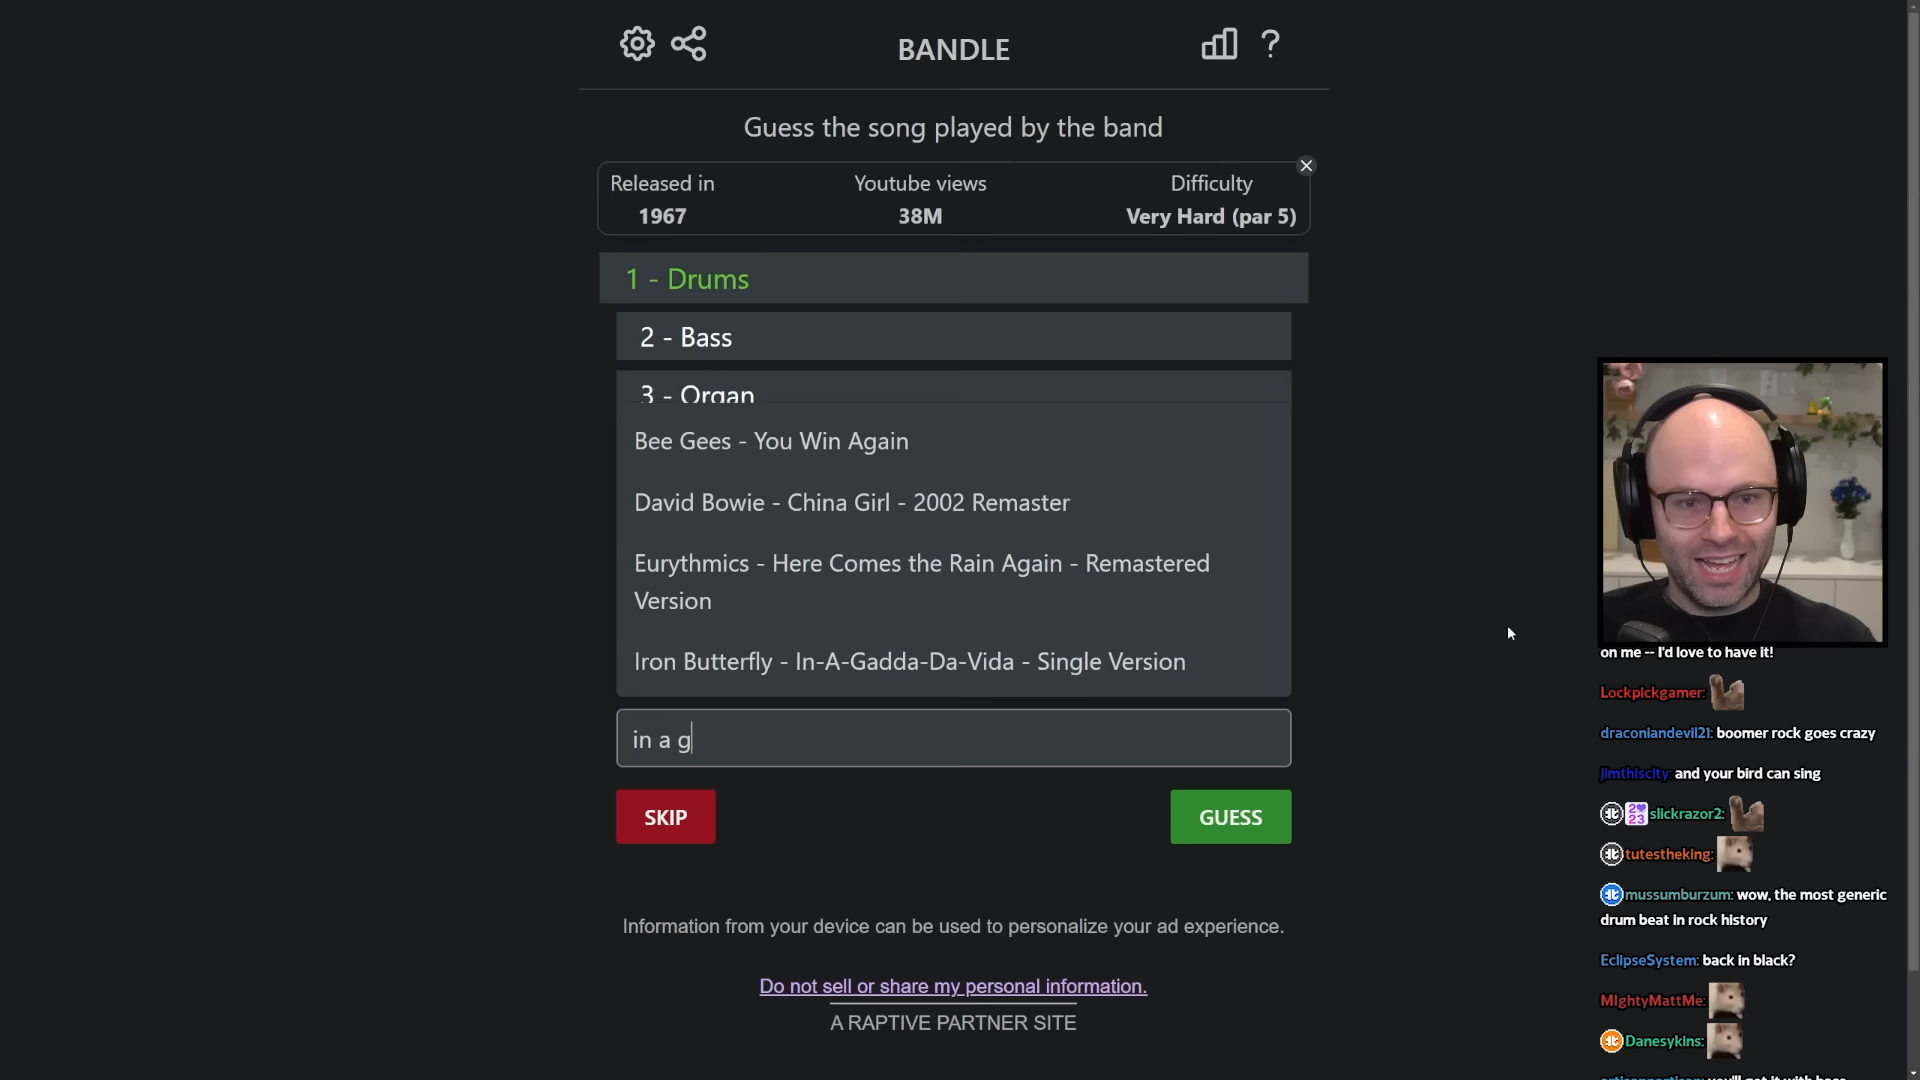 BANDLE
?
Guess the song played by the band
Released in
1967
Youtube views
38M
Difficulty
Very Hard (par 5)
1 - Drums
2 - Bass
3 - Organ
Bee Gees - You Win Again
David Bowie - China Girl - 2002 Remaster
Eurythmics - Here Comes the Rain Again - Remastered
Version
Iron Butterfly - In-A-Gadda-Da-Vida - Single Version
in a g
SKIP
GUESS
Information from your device can be used to personalize your ad experience.
Do not sell or share my personal information.
A RAPTIVE PARTNER SITE
on me -- I'd love to have it!
Lockpickgamer:
draconiandevil21: boomer rock goes crazy
jimthiscity: and your bird can sing
slickrazor2:
tutestheking:
mussumburzum: wow, the most generic
drum beat in rock history
EclipseSystem: back in black?
MightyMattMe:
Danesykins: